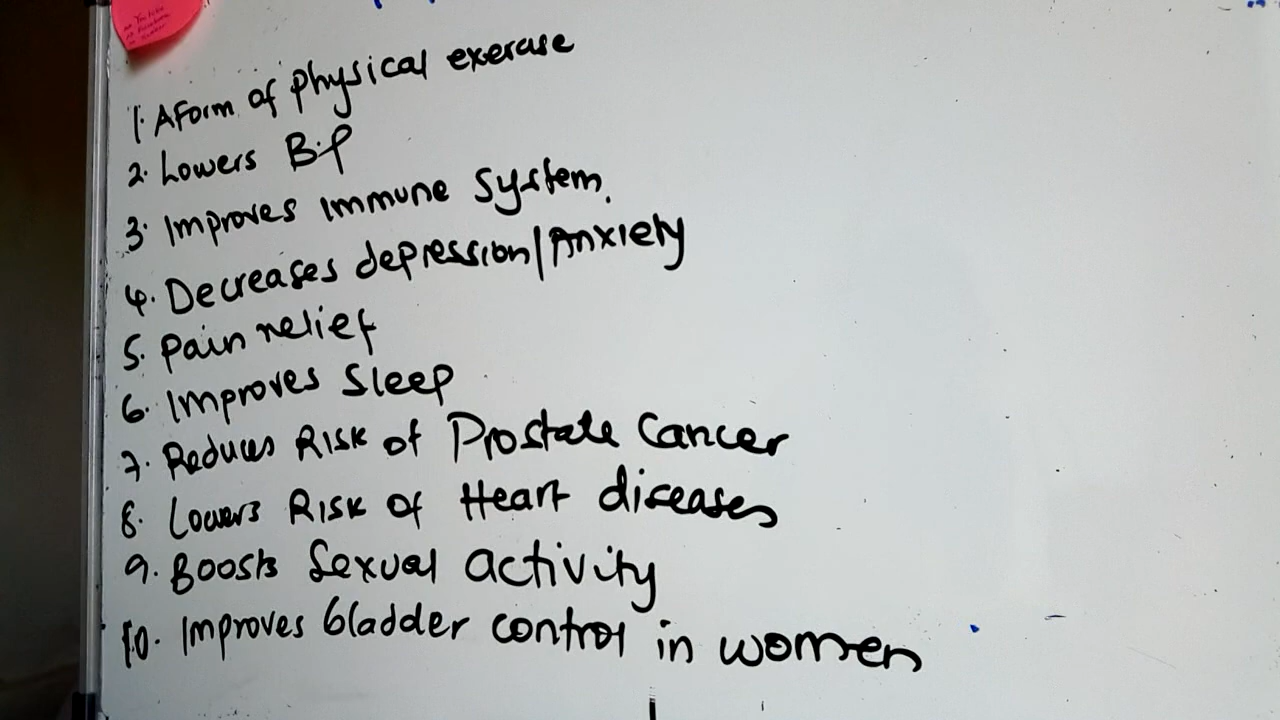 1. A Form of physical exercise
2. Lowers B.P
3. Improves Immune System.
4. Decreases depression/Anxiety
5. Pain relief
6. Improves Sleep
7. Reduces Risk of Prostate Cancer
8. Lowers Risk of Heart diseases
9. Boosts Sexual activity
10. Improves bladder control in women